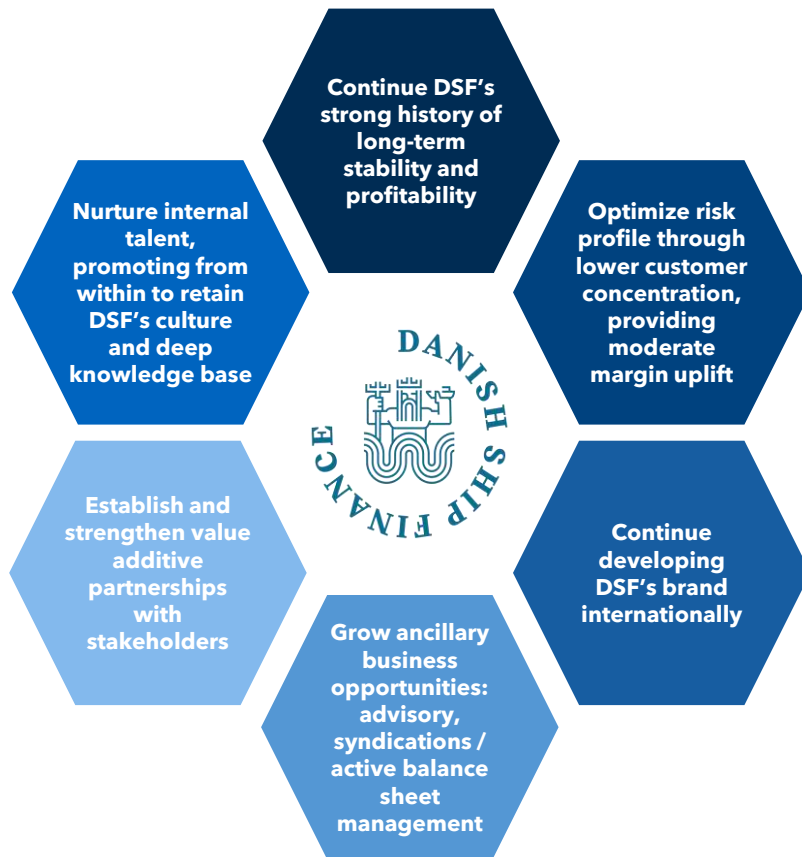 Continue DSF's
strong history of
long-term
stability and
profitability
Optimize risk
profile through
lower customer
concentration,
providing
moderate
margin uplift
Continue
developing
DSF's brand
internationally
Grow ancillary
business
opportunities:
advisory,
syndications /
active balance
sheet
management
Establish and
strengthen value
additive
partnerships
with
stakeholders
Nurture internal
talent,
promoting from
within to retain
DSF's culture
and deep
knowledge base
DANISH SHIP FINANCE